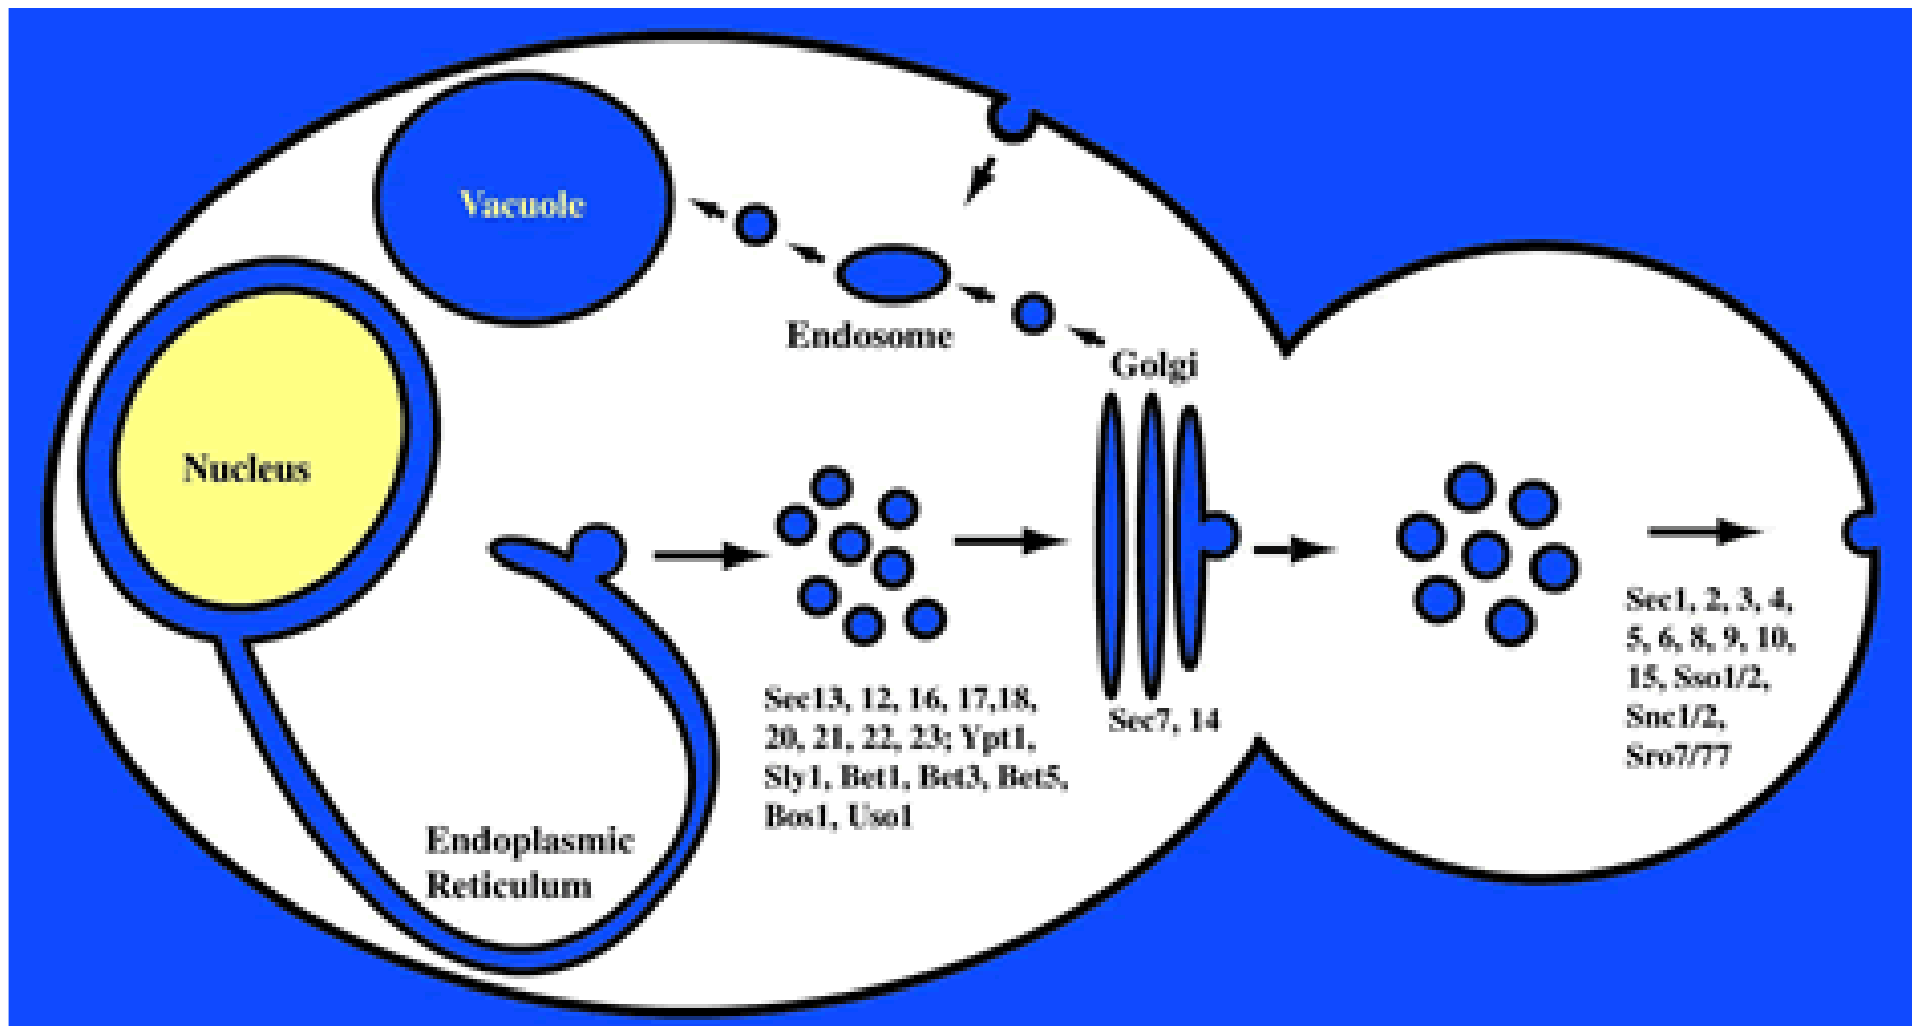 Vacuole
Endosome
Golgi
Nucleus
Sec13, 12, 16, 17,18,
20, 21, 22, 23; Ypt1,
Sly1, Bet1, Bet3, Bet5,
Bos1, Uso1
Sec7, 14
Sec1, 2, 3, 4,
5, 6, 8, 9, 10,
15, Sso1/2,
Snc1/2,
Sro7/77
Endoplasmic
Reticulum